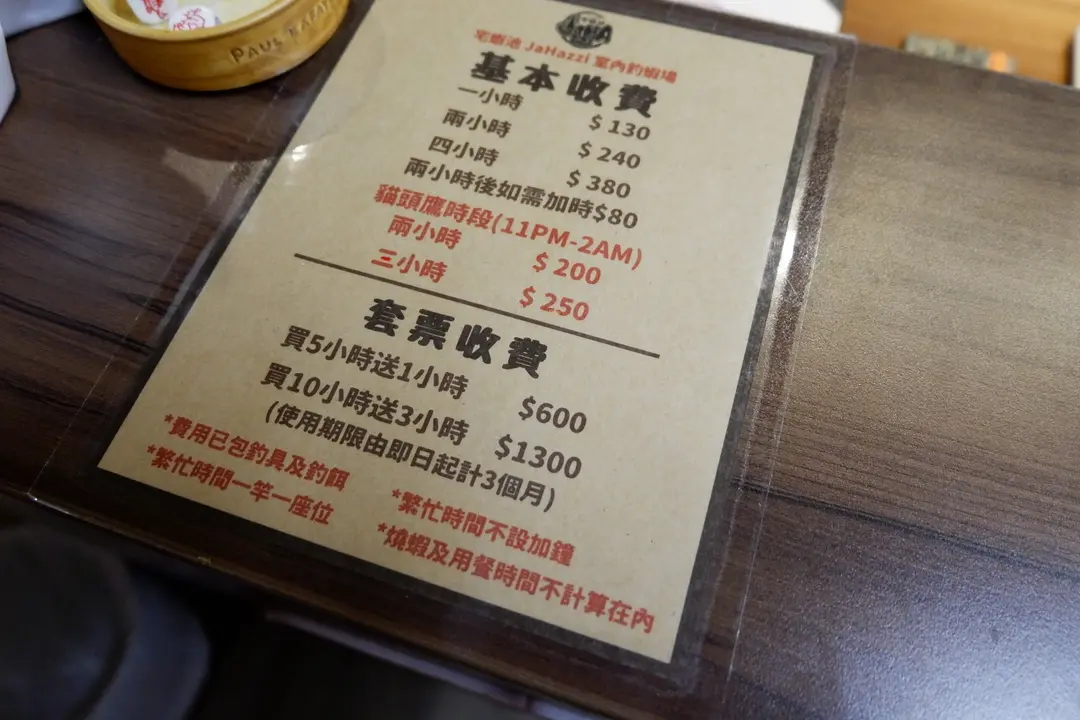 PAUL LAFAYET
宅蝦池 JaHazzi 室內釣蝦場
基本收費
一小時 $130
兩小時 $240
四小時 $380
兩小時後如需加時$80
貓頭鷹時段(11PM-2AM)
兩小時 $200
三小時 $250
套票收費
買5小時送1小時 $600
買10小時送3小時 $1300
(使用期限由即日起計3個月)
*費用已包釣具及釣餌
*繁忙時間一竿一座位
*繁忙時間不設加鐘
*燒蝦及用餐時間不計算在內